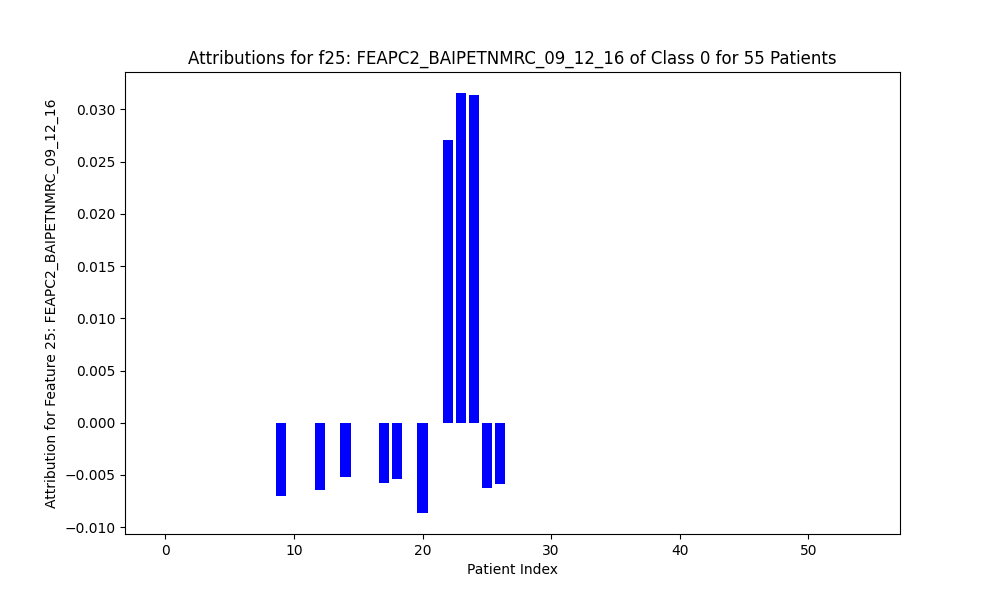 Attributions for f25: FEAPC2_BAIPETNMRC_09_12_16 of Class 0 for 55 Patients
Attribution for Feature 25: FEAPC2_BAIPETNMRC_09_12_16
0.030
0.025
0.020
0.015
0.010
0.005
0.000
−0.005
−0.010
0 10 20 30 40 50
Patient Index